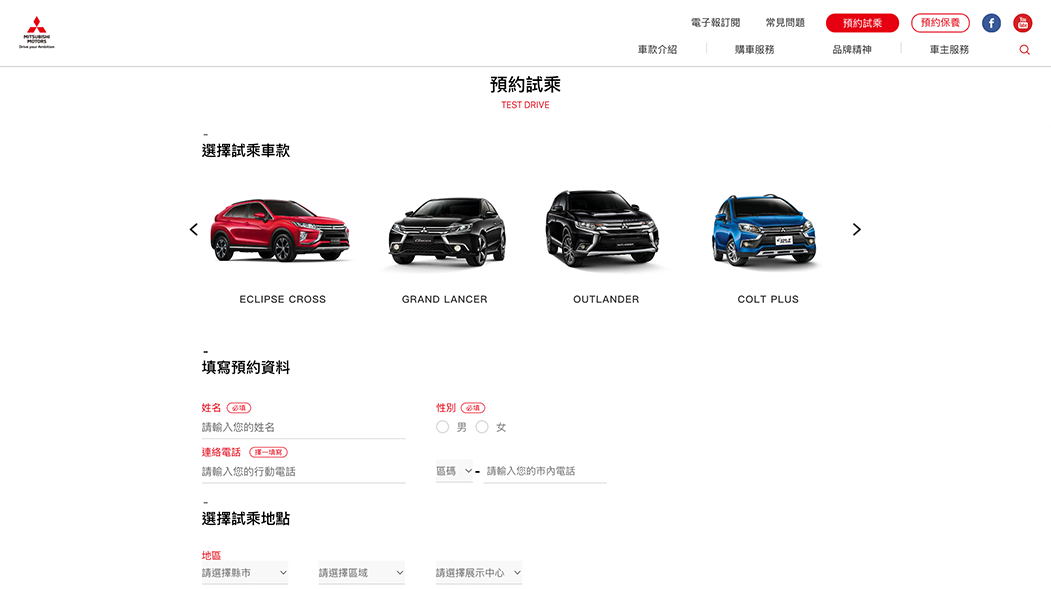 MITSUBISHI
MOTORS
Drive your Ambition
電子報訂閱 常見問題 預約試乘 預約保養
車款介紹 購車服務 品牌精神 車主服務
預約試乘
TEST DRIVE
選擇試乘車款
ECLIPSE CROSS GRAND LANCER OUTLANDER COLT PLUS
填寫預約資料
姓名 必填 性別 必填
請輸入您的姓名 男 女
連絡電話 擇一填寫
請輸入您的行動電話 區碼 - 請輸入您的市內電話
選擇試乘地點
地區
請選擇縣市 請選擇區域 請選擇展示中心